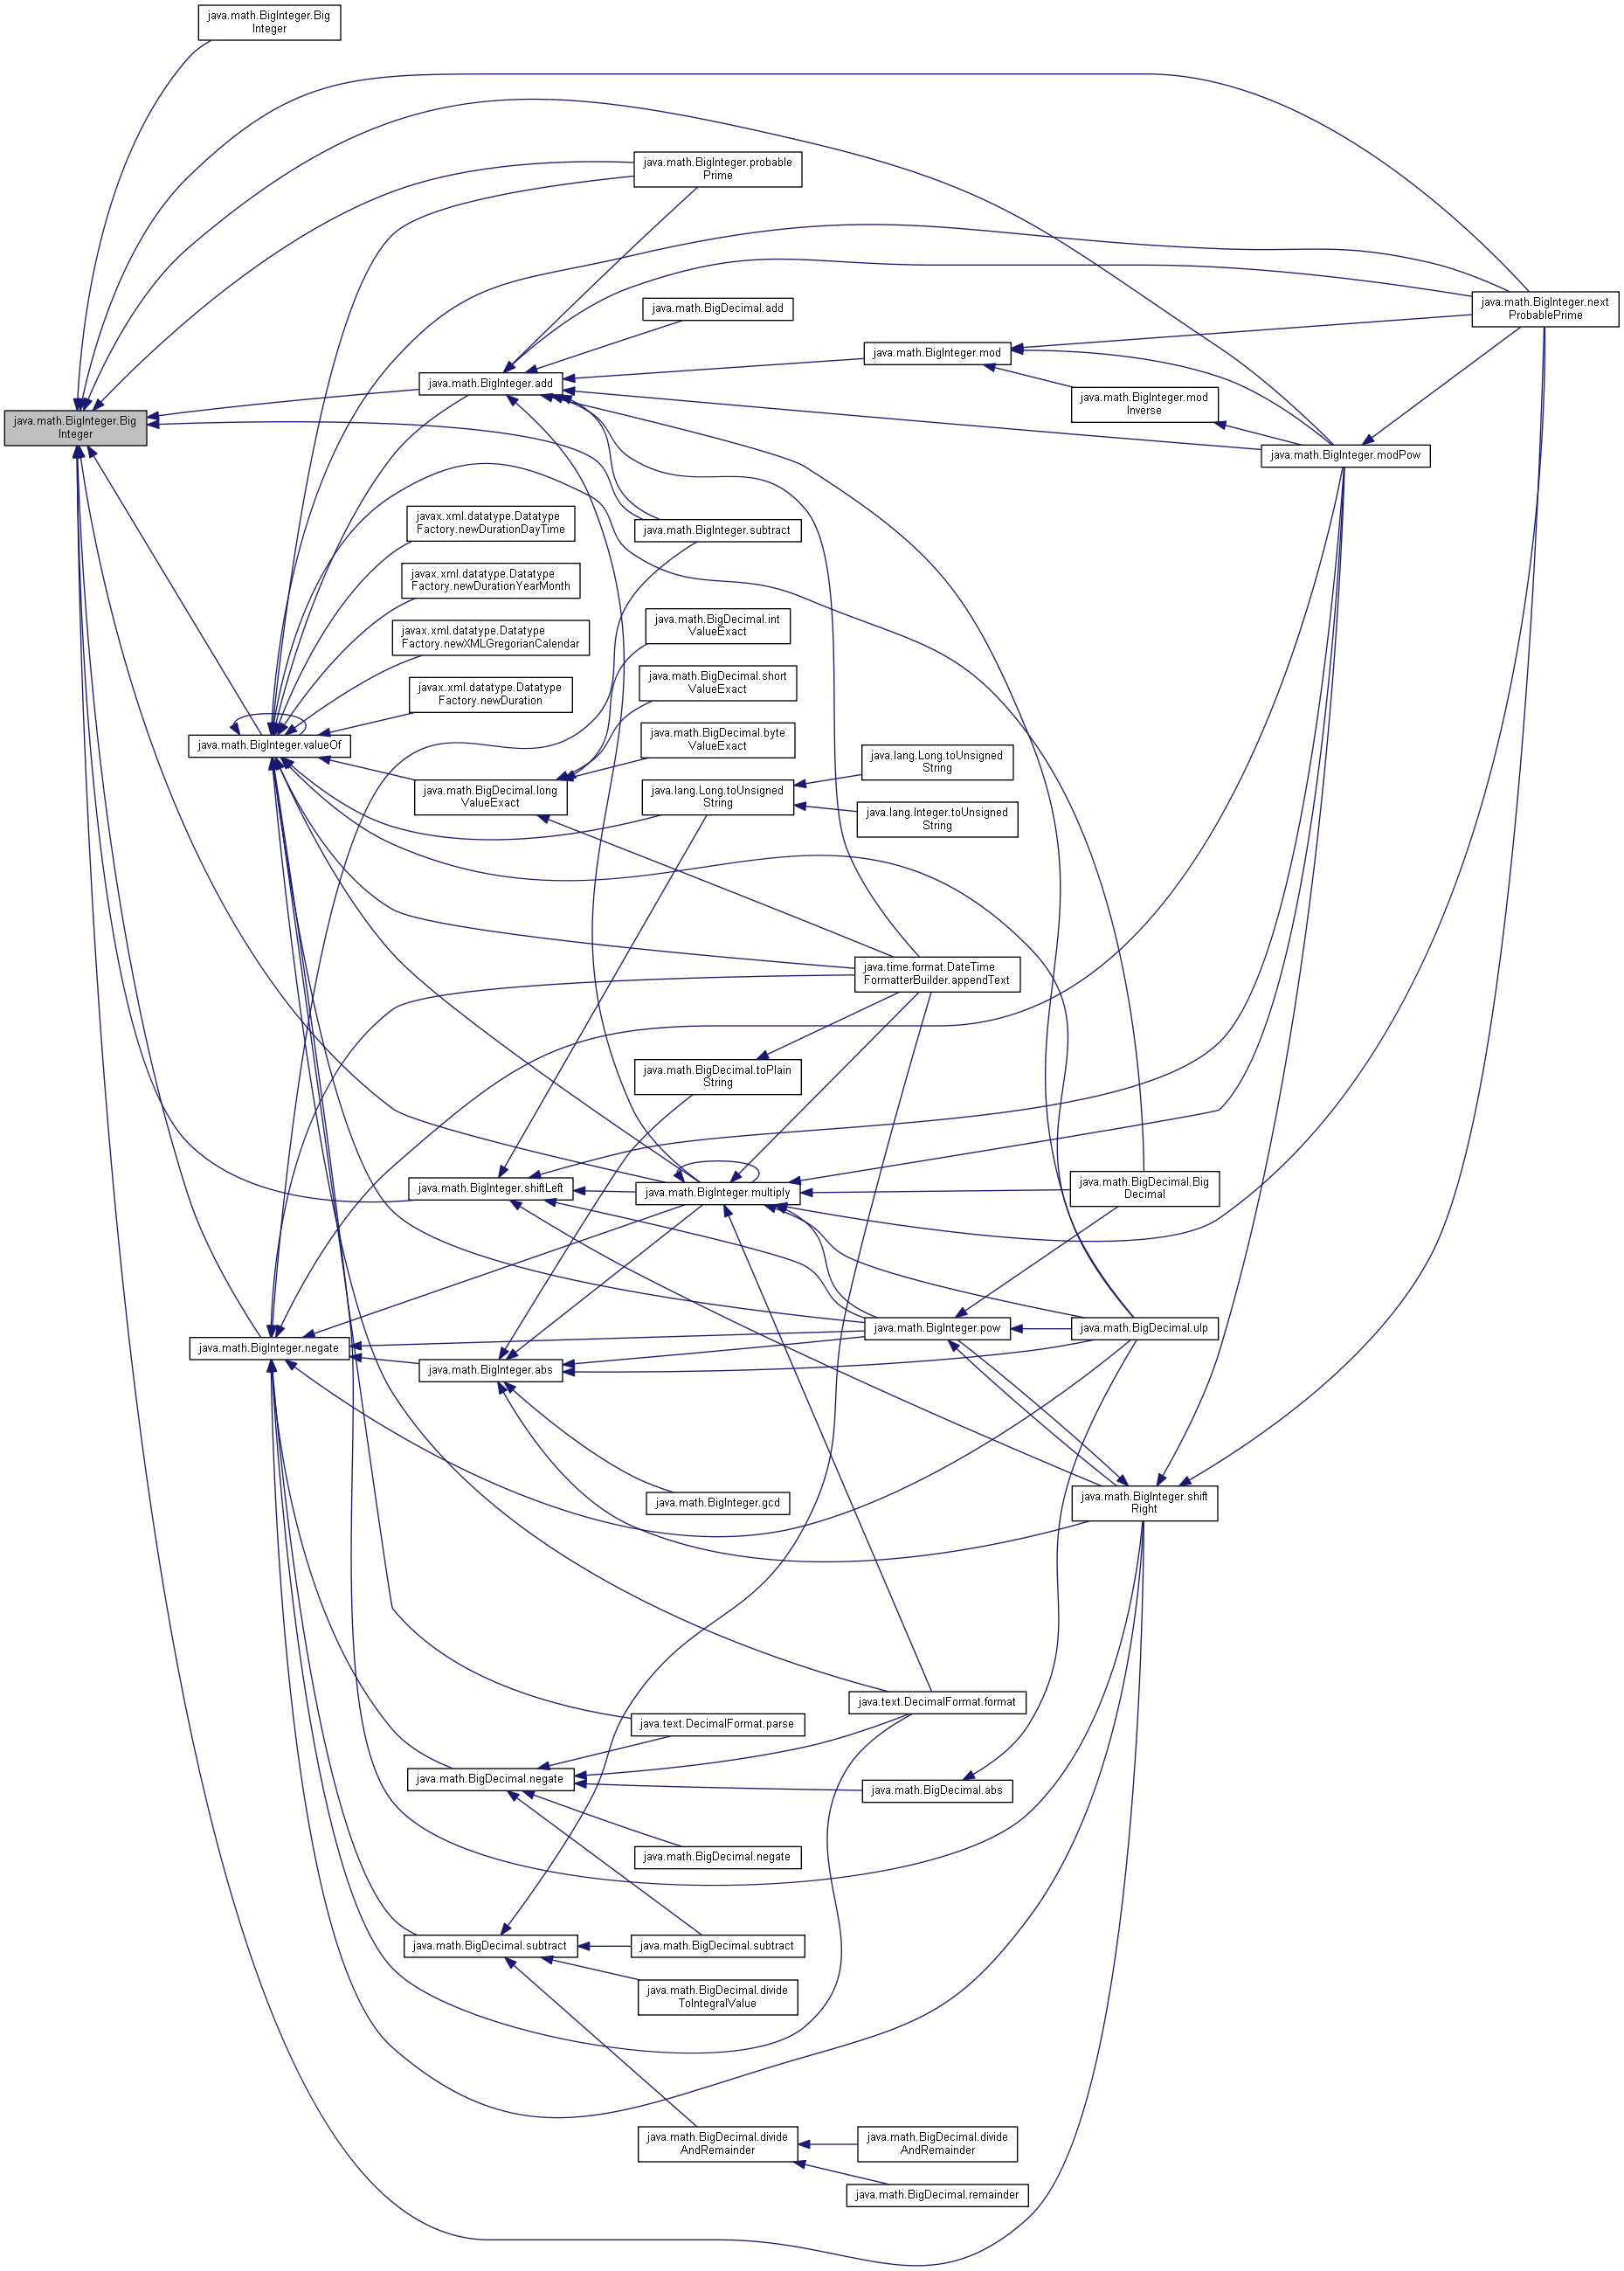 java.math.BigInteger.Big
Integer
java.math.BigInteger.probable
Prime
java.math.BigInteger.next
ProbablePrime
java.math.BigDecimal.add
java.math.BigInteger.mod
java.math.BigInteger.add
java.math.BigInteger.mod
Inverse
java.math.BigInteger.Big
Integer
java.math.BigInteger.modPow
javax.xml.datatype.Datatype
Factory.newDurationDayTime
java.math.BigInteger.subtract
javax.xml.datatype.Datatype
Factory.newDurationYearMonth
java.math.BigDecimal.int
ValueExact
javax.xml.datatype.Datatype
Factory.newXMLGregorianCalendar
java.math.BigDecimal.short
ValueExact
javax.xml.datatype.Datatype
Factory.newDuration
java.math.BigInteger.valueOf
java.math.BigDecimal.byte
ValueExact
java.lang.Long.toUnsigned
String
java.math.BigDecimal.long
ValueExact
java.lang.Long.toUnsigned
String
java.lang.Integer.toUnsigned
String
java.time.format.DateTime
FormatterBuilder.appendText
java.math.BigDecimal.toPlain
String
java.math.BigInteger.shiftLeft
java.math.BigInteger.multiply
java.math.BigDecimal.Big
Decimal
java.math.BigInteger.pow
java.math.BigDecimal.ulp
java.math.BigInteger.negate
java.math.BigInteger.abs
java.math.BigInteger.gcd
java.math.BigInteger.shift
Right
java.text.DecimalFormat.format
java.text.DecimalFormat.parse
java.math.BigDecimal.negate
java.math.BigDecimal.abs
java.math.BigDecimal.negate
java.math.BigDecimal.subtract
java.math.BigDecimal.subtract
java.math.BigDecimal.divide
ToIntegralValue
java.math.BigDecimal.divide
AndRemainder
java.math.BigDecimal.divide
AndRemainder
java.math.BigDecimal.remainder